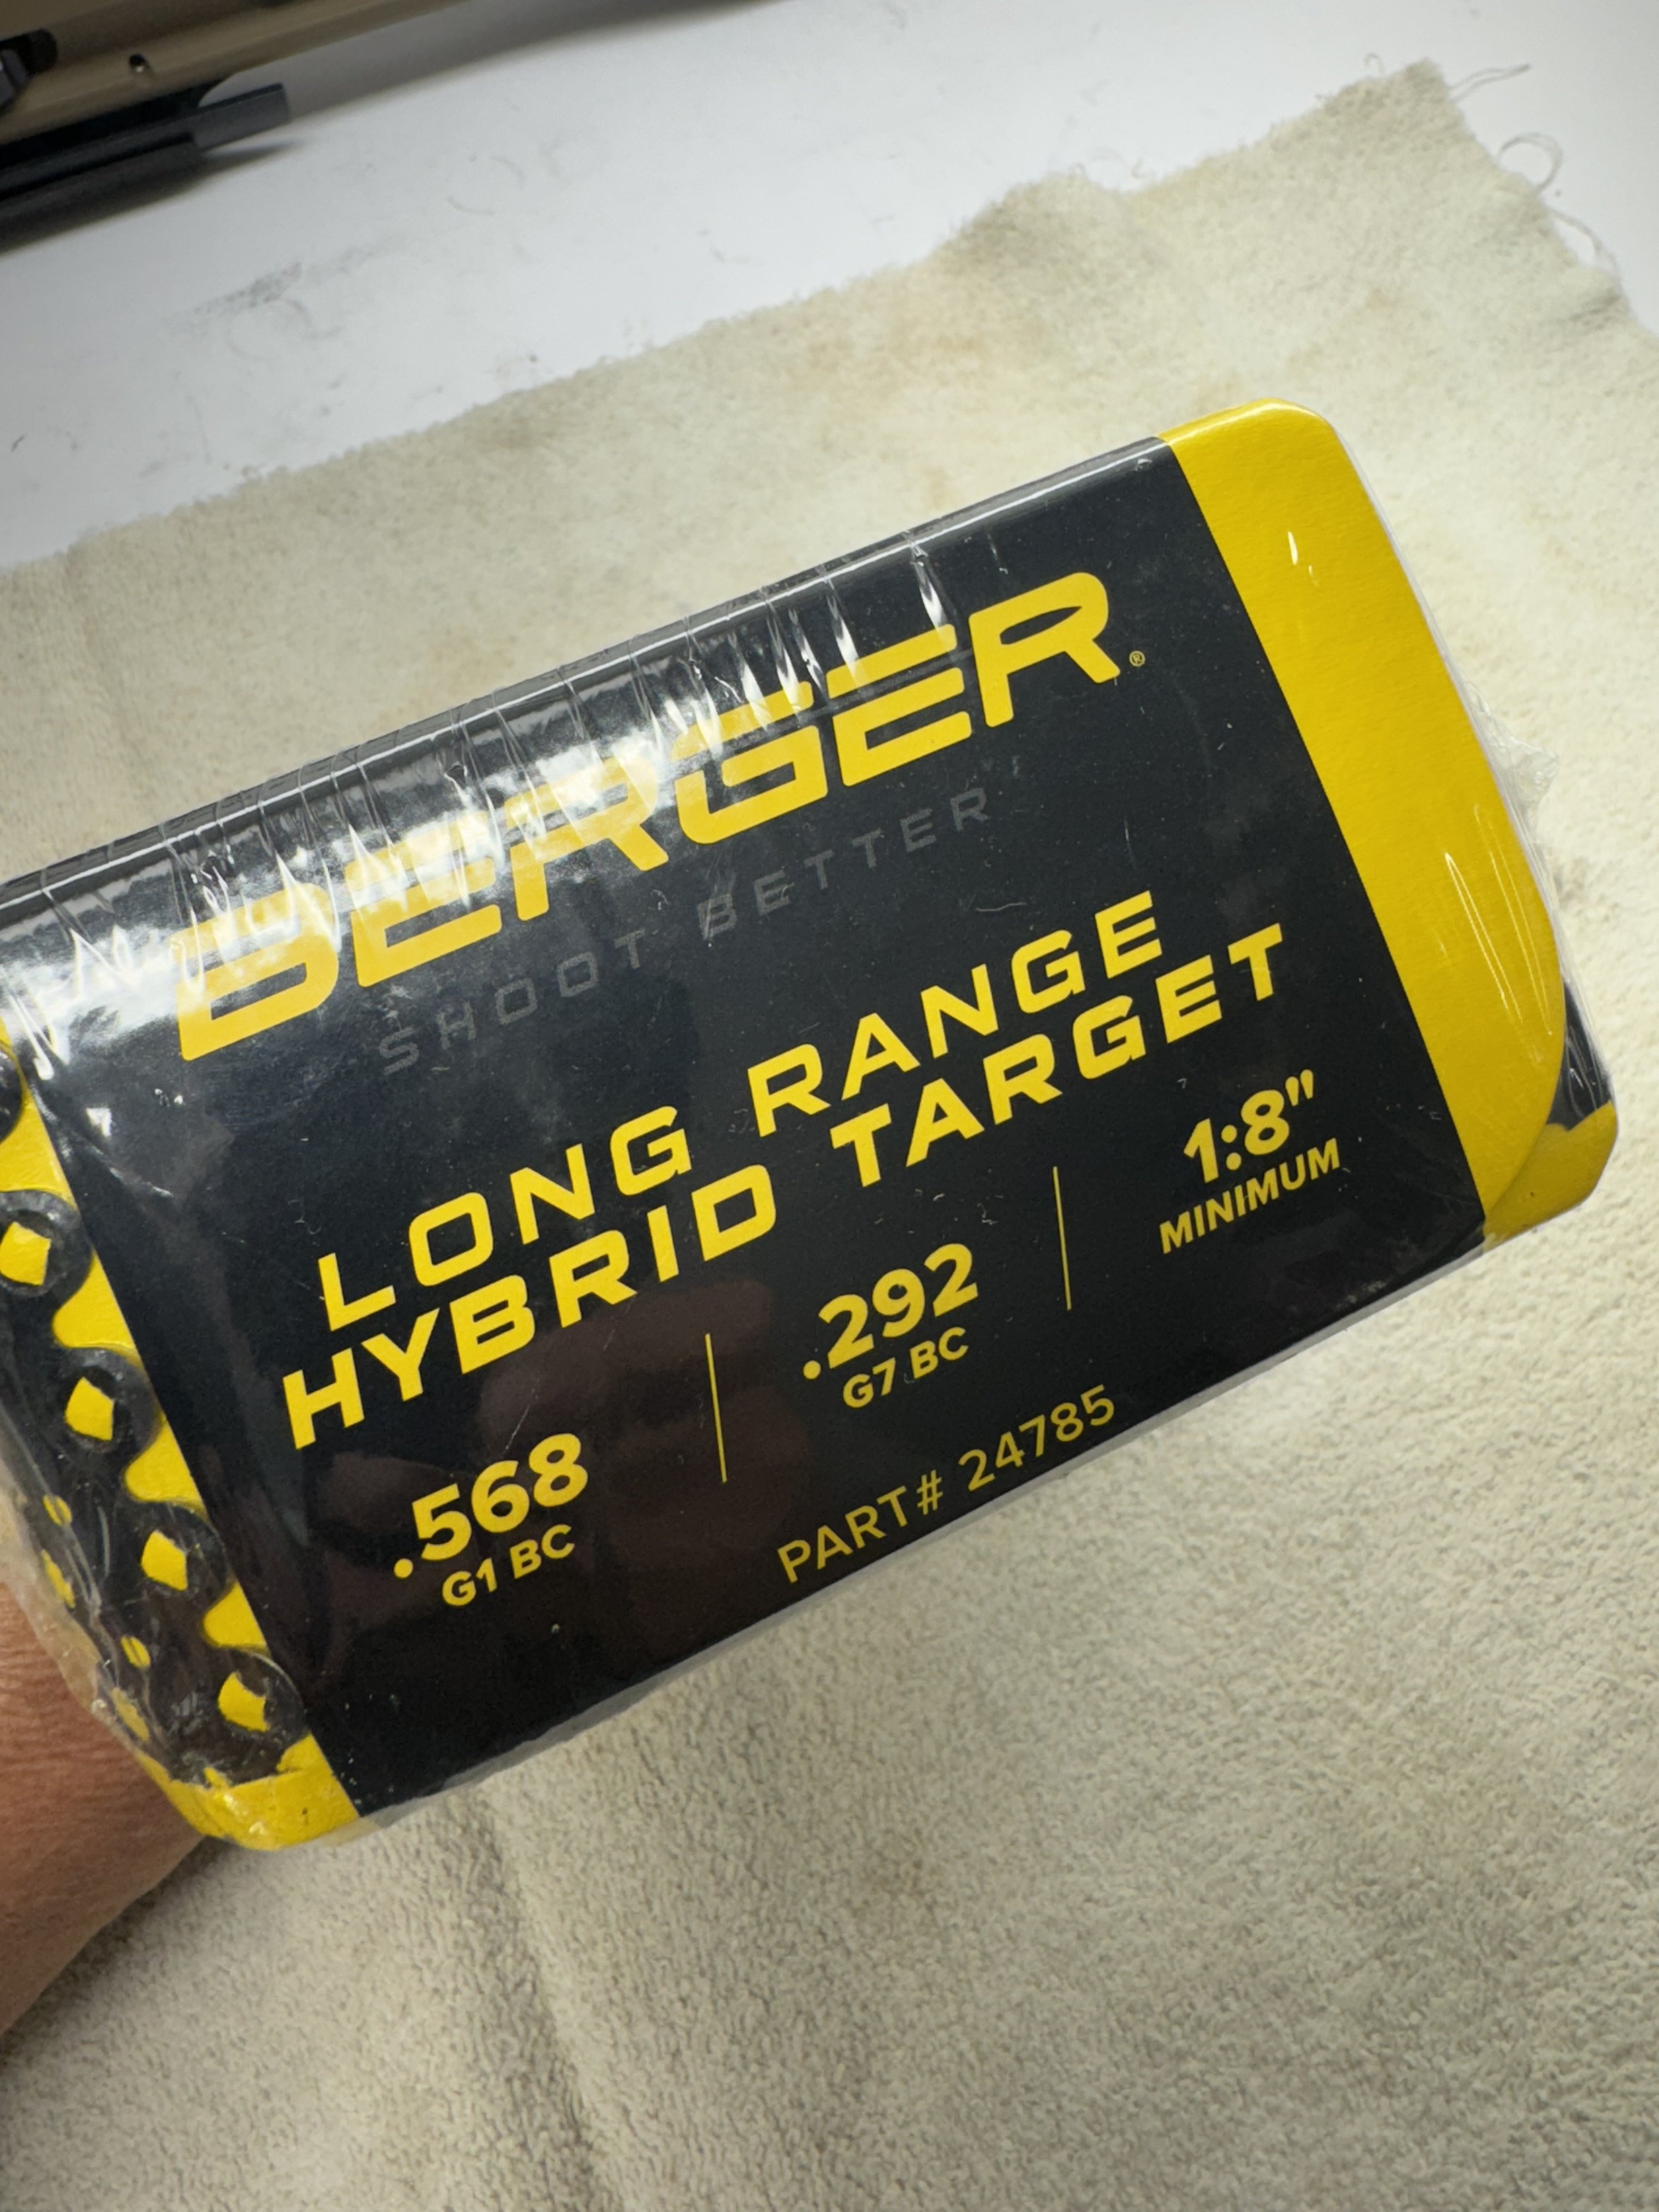 BERGER®
SHOOT BETTER
LONG RANGE
HYBRID TARGET
.568
G1 BC
.292
G7 BC
1:8"
MINIMUM
PART# 24785